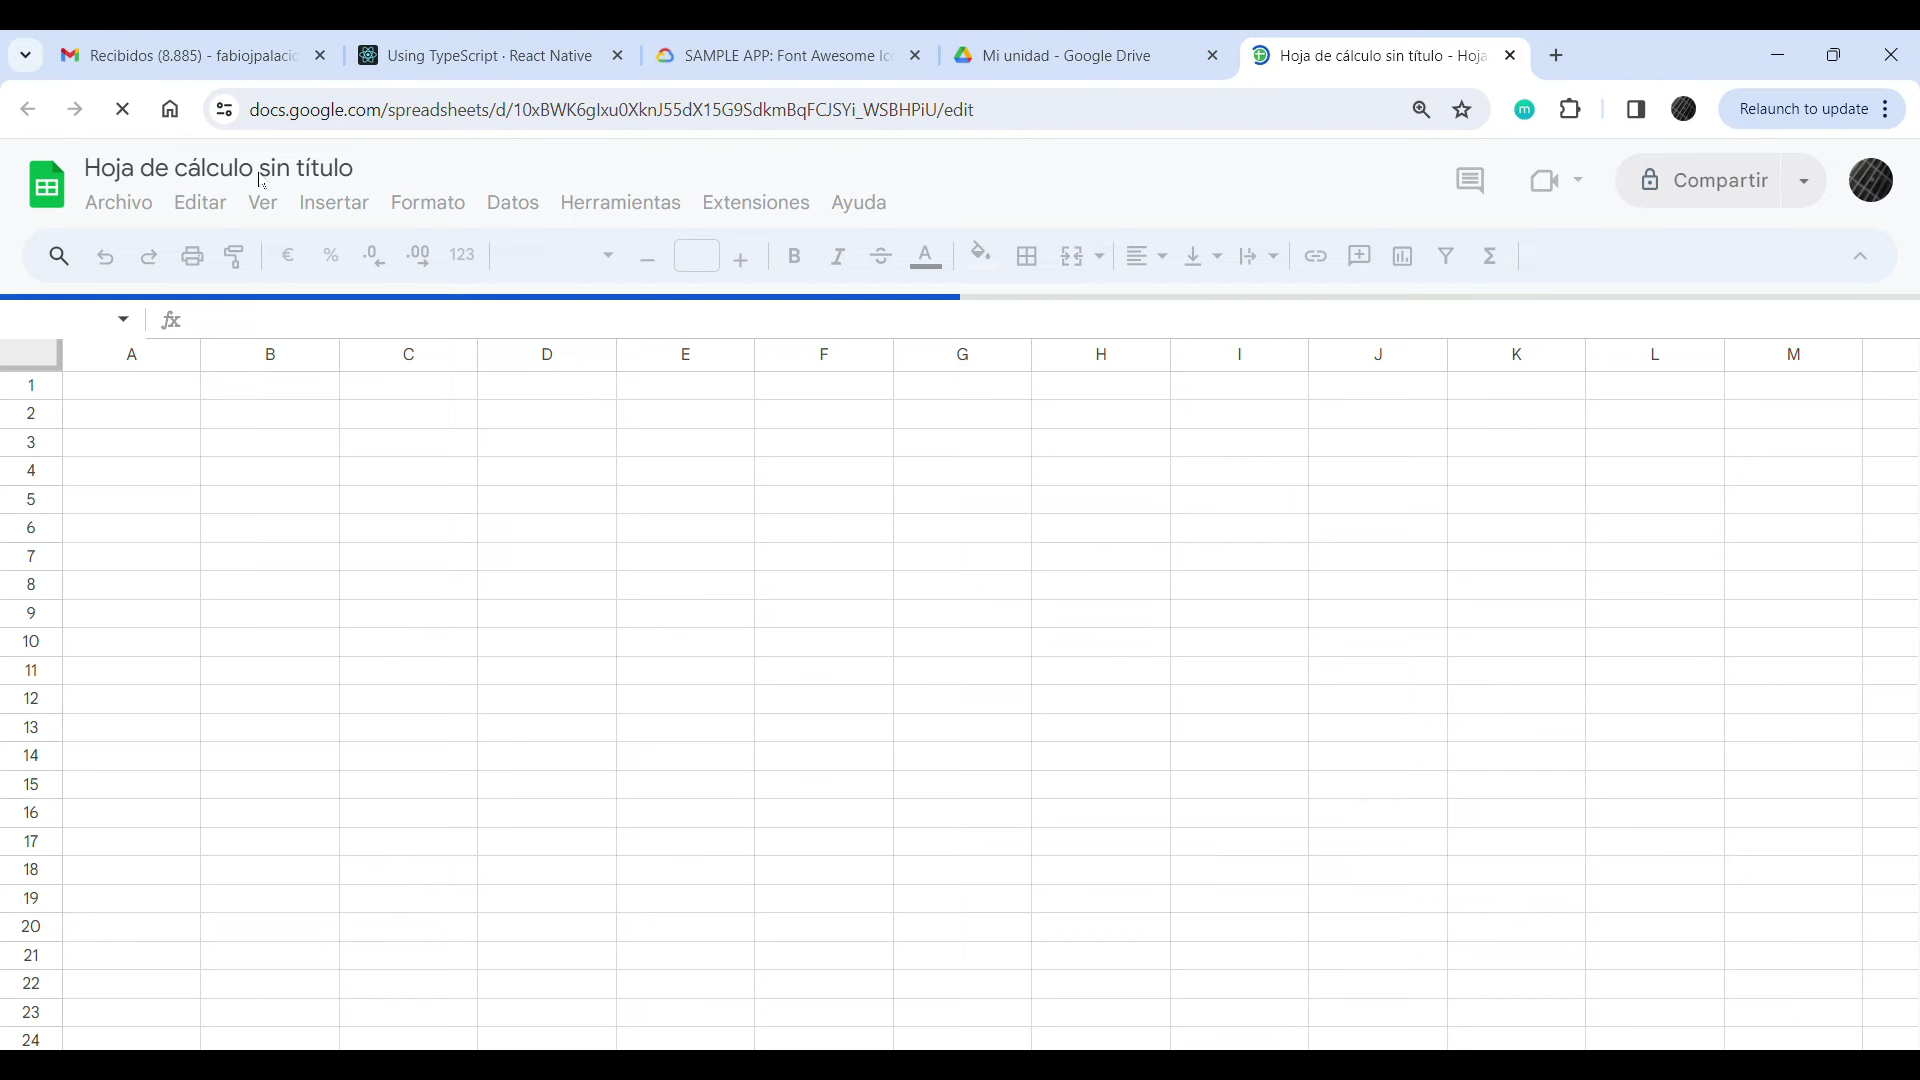 Recibidos (8.885) - fabiojpalacio
Using TypeScript · React Native
SAMPLE APP: Font Awesome Ic
Mi unidad - Google Drive
Hoja de cálculo sin título - Hoja
docs.google.com/spreadsheets/d/10xBWK6glxu0XknJ55dX15G9SdkmBqFCJSYi_WSBHPiU/edit
m
Relaunch to update
Hoja de cálculo sin título
Archivo Editar Ver Insertar Formato Datos Herramientas Extensiones Ayuda
Compartir
€ % .0 .00 123 B I S A Σ
fx
A B C D E F G H I J K L M
1
2
3
4
5
6
7
8
9
10
11
12
13
14
15
16
17
18
19
20
21
22
23
24